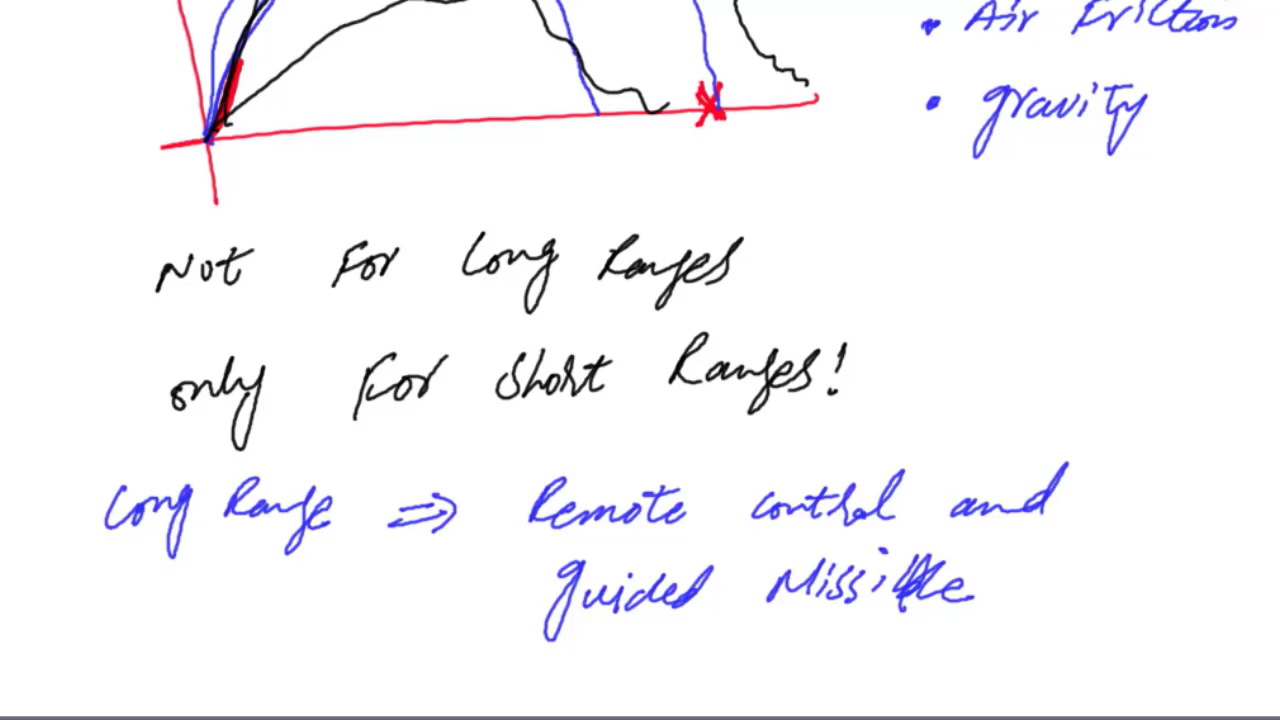 • Air Friction
• gravity
Not For Long Ranges
only For Short Ranges!
Long Range ⇒ Remote control and
guided Missile